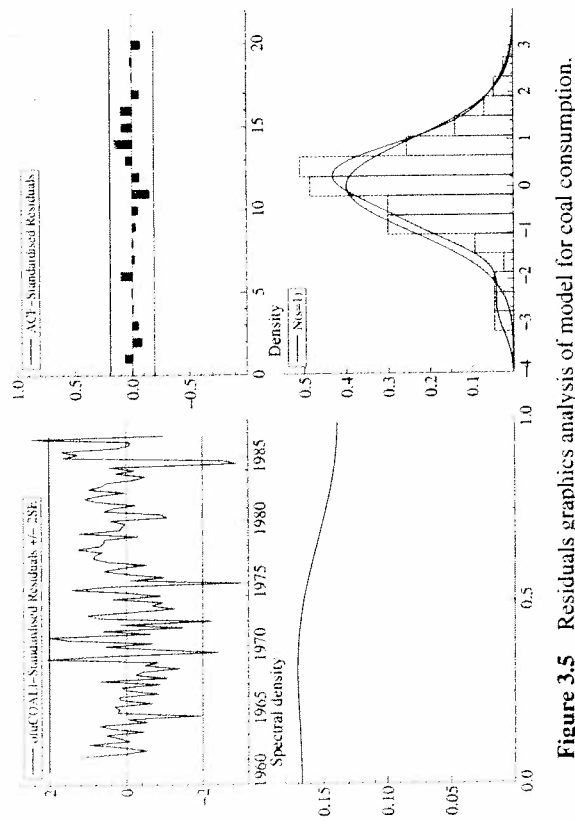 Standardised Residuals +/- 2SE
2
0
-2
1960 1965 1970 1975 1980 1985
ACF-Standardised Residuals
1.0
0.5
0.0
-0.5
0 5 10 15 20
Spectral density
0.15
0.10
0.05
0.0 0.5 1.0
Density
N(s=1)
0.5
0.4
0.3
0.2
0.1
-4 -3 -2 -1 0 1 2 3
Figure 3.5 Residuals graphics analysis of model for coal consumption.